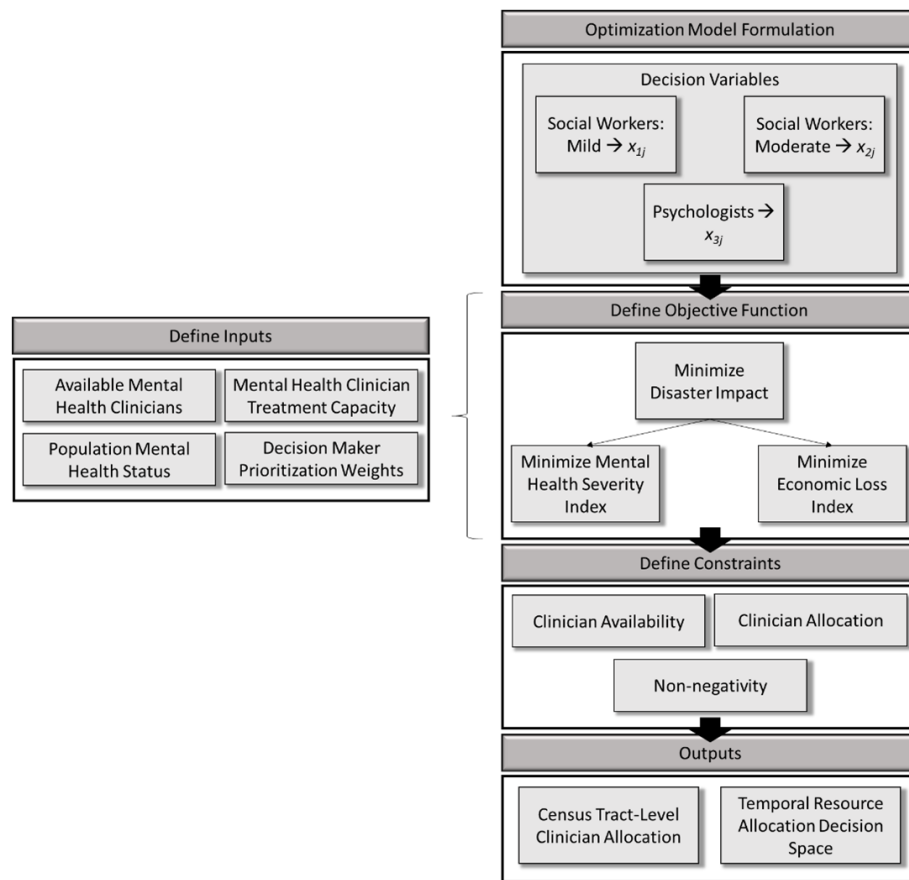 Optimization Model Formulation
Decision Variables
Social Workers:
Mild → x1j
Social Workers:
Moderate → x2j
Psychologists →
x3j
Define Objective Function
Define Inputs
Minimize
Disaster Impact
Available Mental
Health Clinicians
Mental Health Clinician
Treatment Capacity
Population Mental
Health Status
Decision Maker
Prioritization Weights
Minimize Mental
Health Severity
Index
Minimize
Economic Loss
Index
Define Constraints
Clinician Availability
Clinician Allocation
Non-negativity
Outputs
Census Tract-Level
Clinician Allocation
Temporal Resource
Allocation Decision
Space